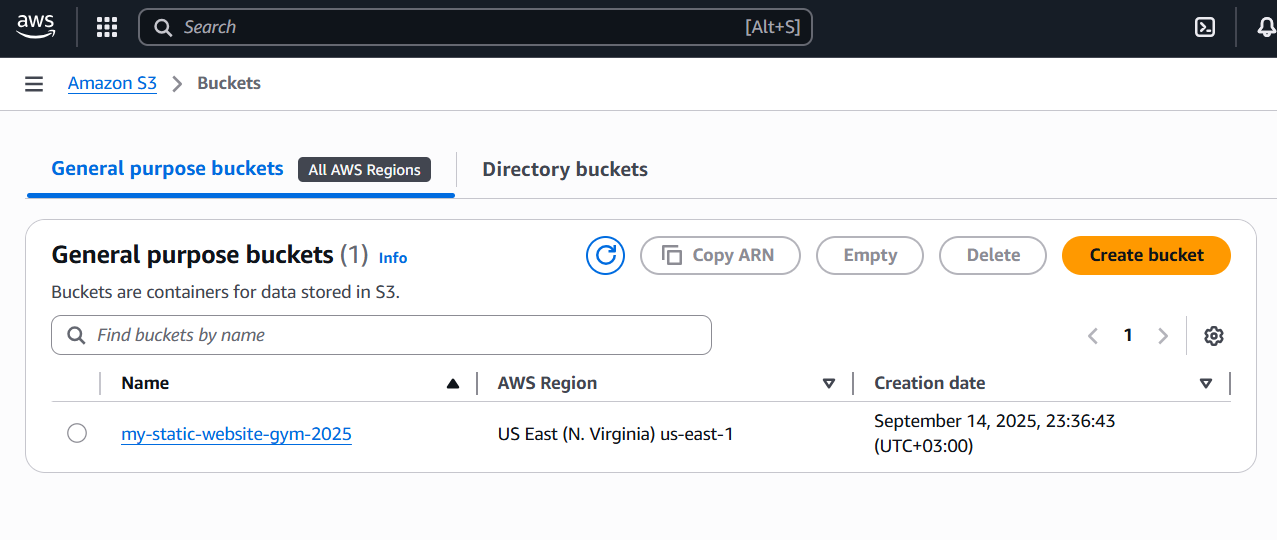 aws
Search [Alt+S]
Amazon S3 Buckets
General purpose buckets All AWS Regions Directory buckets
General purpose buckets (1) Info Copy ARN Empty Delete Create bucket
Buckets are containers for data stored in S3.
Find buckets by name 1
Name AWS Region Creation date
my-static-website-gym-2025 US East (N. Virginia) us-east-1 September 14, 2025, 23:36:43
(UTC+03:00)